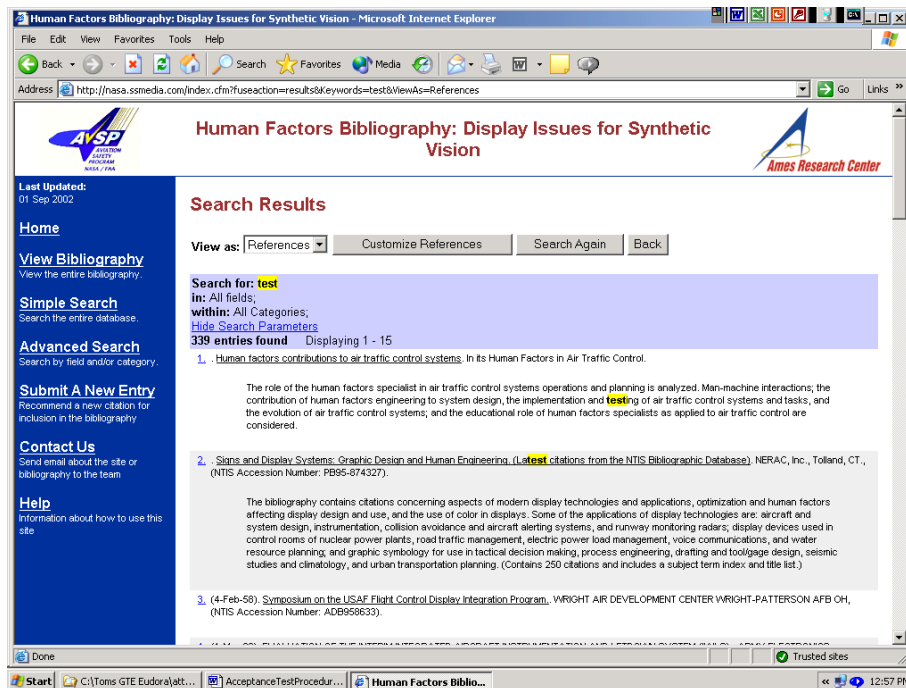 Human Factors Bibliography: Display Issues for Synthetic Vision - Microsoft Internet Explorer
File Edit View Favorites Tools Help
Back Search Favorites Media
Address http://nasa.ssmedia.com/index.cfm?fuseaction=results&Keywords=test&ViewAs=References Go Links »
AVSP
AVIATION
SAFETY
PROGRAM
NASA / FAA
Human Factors Bibliography: Display Issues for Synthetic
Vision
Ames Research Center
Last Updated:
01 Sep 2002
Home
View Bibliography
View the entire bibliography.
Simple Search
Search the entire database.
Advanced Search
Search by field and/or category.
Submit A New Entry
Recommend a new citation for
inclusion in the bibliography
Contact Us
Send email about the site or
bibliography to the team
Help
Information about how to use this
site
Search Results
View as: References Customize References Search Again Back
Search for: test
in: All fields;
within: All Categories;
Hide Search Parameters
339 entries found Displaying 1 - 15
1. . Human factors contributions to air traffic control systems. In its Human Factors in Air Traffic Control.
The role of the human factors specialist in air traffic control systems operations and planning is analyzed. Man-machine interactions; the
contribution of human factors engineering to system design, the implementation and testing of air traffic control systems and tasks, and
the evolution of air traffic control systems; and the educational role of human factors specialists as applied to air traffic control are
considered.
2. . Signs and Display Systems: Graphic Design and Human Engineering. (Latest citations from the NTIS Bibliographic Database). NERAC, Inc., Tolland, CT.,
(NTIS Accession Number: PB95-874327).
The bibliography contains citations concerning aspects of modern display technologies and applications, optimization and human factors
affecting display design and use, and the use of color in displays. Some of the applications of display technologies are: aircraft and
system design, instrumentation, collision avoidance and aircraft alerting systems, and runway monitoring radars; display devices used in
control rooms of nuclear power plants, road traffic management, electric power load management, voice communications, and water
resource planning; and graphic symbology for use in tactical decision making, process engineering, drafting and tool/gage design, seismic
studies and climatology, and urban transportation planning. (Contains 250 citations and includes a subject term index and title list.)
3. (4-Feb-58). Symposium on the USAF Flight Control Display Integration Program,. WRIGHT AIR DEVELOPMENT CENTER WRIGHT-PATTERSON AFB OH,
(NTIS Accession Number: ADB958633).
Done Trusted sites
Start C:\Toms GTE Eudora\att... AcceptanceTestProcedur... Human Factors Biblio... « 12:57 PM